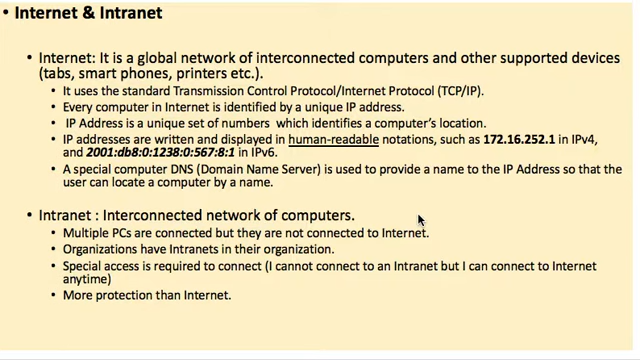 • Internet & Intranet
• Internet: It is a global network of interconnected computers and other supported devices
(tabs, smart phones, printers etc.).
• It uses the standard Transmission Control Protocol/Internet Protocol (TCP/IP).
• Every computer in Internet is identified by a unique IP address.
• IP Address is a unique set of numbers which identifies a computer's location.
• IP addresses are written and displayed in human-readable notations, such as 172.16.252.1 in IPv4,
and 2001:db8:0:1238:0:567:8:1 in IPv6.
• A special computer DNS (Domain Name Server) is used to provide a name to the IP Address so that the
user can locate a computer by a name.
• Intranet : Interconnected network of computers.
• Multiple PCs are connected but they are not connected to Internet.
• Organizations have Intranets in their organization.
• Special access is required to connect (I cannot connect to an Intranet but I can connect to Internet
anytime)
• More protection than Internet.